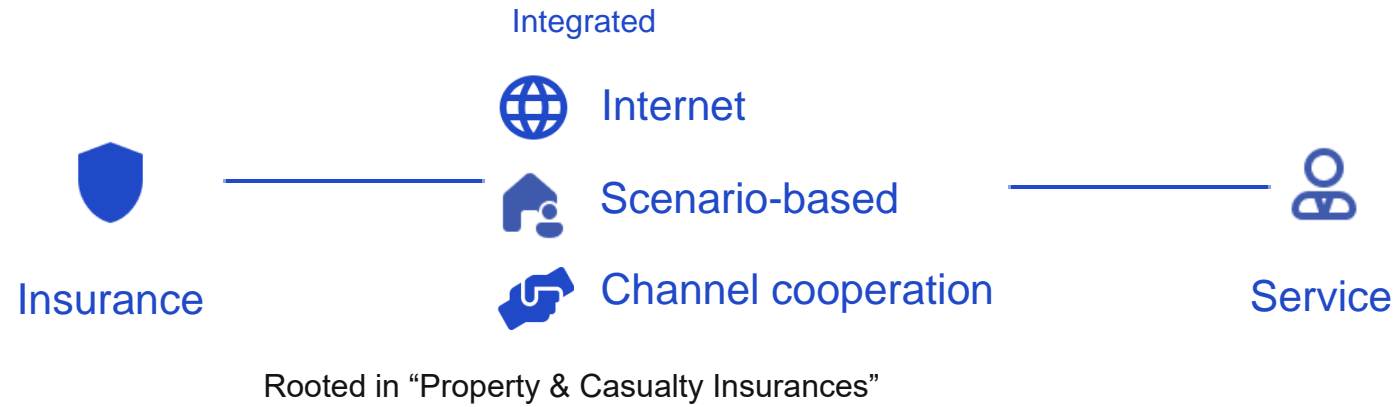 Integrated
Internet
Scenario-based
Channel cooperation
Insurance
Service
Rooted in “Property & Casualty Insurances”